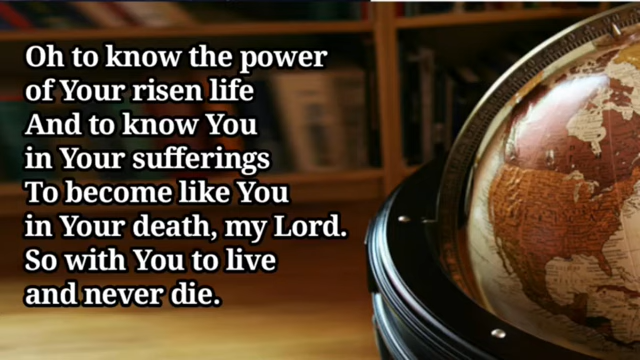 Oh to know the power
of Your risen life
And to know You
in Your sufferings
To become like You
in Your death, my Lord.
So with You to live
and never die.